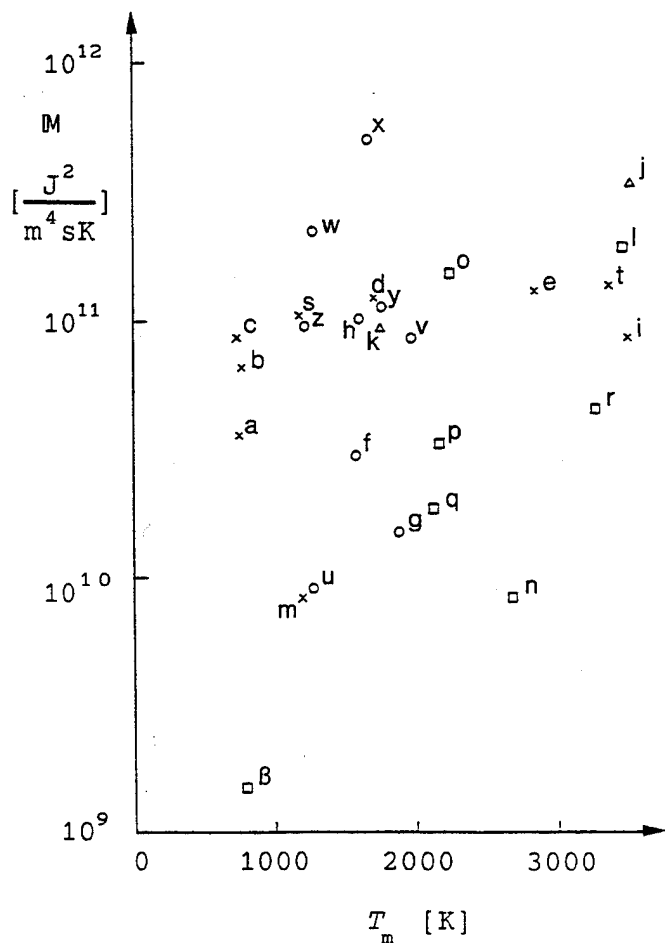 10¹²
𝕄
[J²/m⁴sK]
x
j
w
o
l
d
e
t
s
y
10¹¹
c
z
h
k
v
i
b
r
a
f
p
q
g
10¹⁰
u
m
n
β
10⁹
0 1000 2000 3000
Tₘ [K]